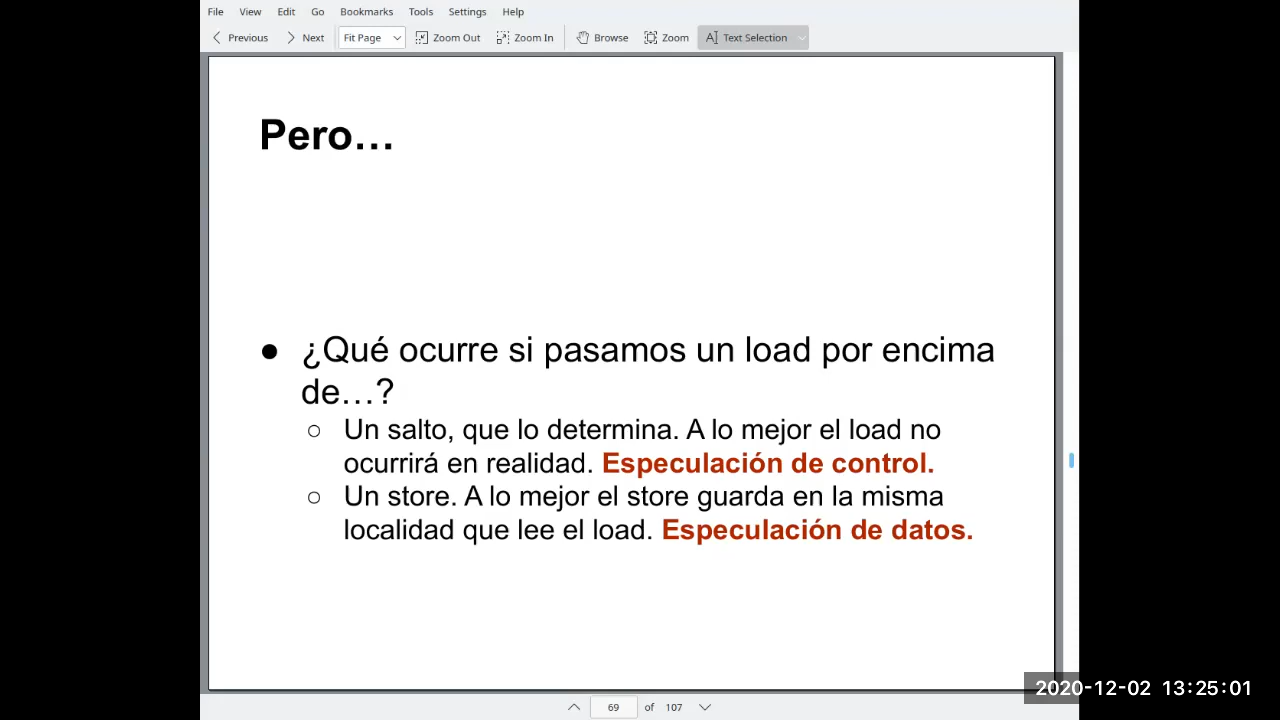 File View Edit Go Bookmarks Tools Settings Help
Previous Next Fit Page Zoom Out Zoom In Browse Zoom Text Selection
Pero…
● ¿Qué ocurre si pasamos un load por encima
de…?
○ Un salto, que lo determina. A lo mejor el load no
ocurrirá en realidad. Especulación de control.
○ Un store. A lo mejor el store guarda en la misma
localidad que lee el load. Especulación de datos.
2020-12-02 13:25:01
69 of 107